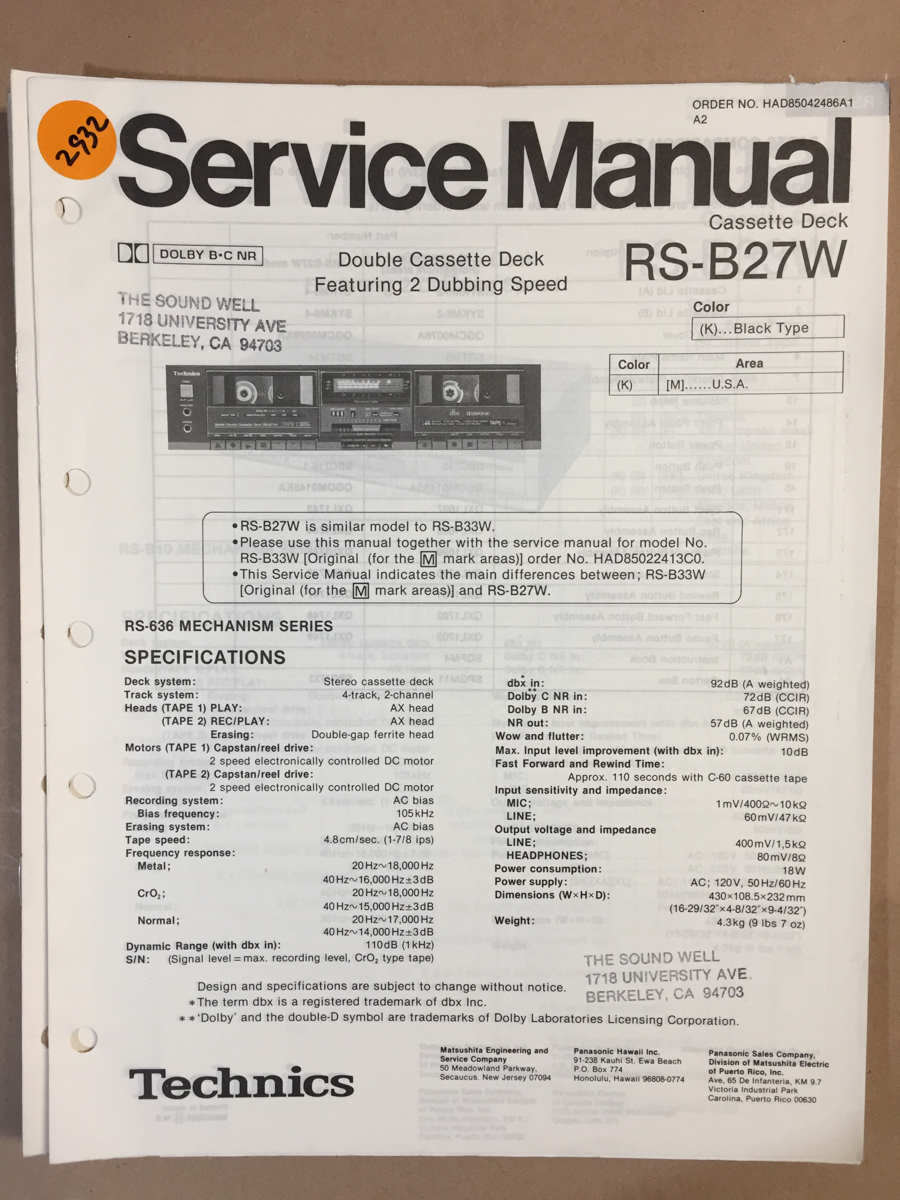 2932
ORDER NO. HAD85042486A1
A2
Service Manual
Cassette Deck
RS-B27W
DOLBY B•C NR
Double Cassette Deck
Featuring 2 Dubbing Speed
THE SOUND WELL
1718 UNIVERSITY AVE
BERKELEY, CA 94703
Color
(K)...Black Type
Color Area
(K) [M]......U.S.A.
Technics
•RS-B27W is similar model to RS-B33W.
•Please use this manual together with the service manual for model No.
RS-B33W [Original (for the M mark areas)] order No. HAD85022413C0.
•This Service Manual indicates the main differences between; RS-B33W
[Original (for the M mark areas)] and RS-B27W.
RS-636 MECHANISM SERIES
SPECIFICATIONS
Deck system: Stereo cassette deck
Track system: 4-track, 2-channel
Heads (TAPE 1) PLAY: AX head
(TAPE 2) REC/PLAY: AX head
Erasing: Double-gap ferrite head
Motors (TAPE 1) Capstan/reel drive:
2 speed electronically controlled DC motor
(TAPE 2) Capstan/reel drive:
2 speed electronically controlled DC motor
Recording system: AC bias
Bias frequency: 105kHz
Erasing system: AC bias
Tape speed: 4.8cm/sec. (1-7/8 ips)
Frequency response:
Metal; 20Hz~18,000Hz
40Hz~16,000Hz±3dB
CrO₂; 20Hz~18,000Hz
40Hz~15,000Hz±3dB
Normal; 20Hz~17,000Hz
40Hz~14,000Hz±3dB
Dynamic Range (with dbx in): 110dB (1kHz)
S/N: (Signal level=max. recording level, CrO₂ type tape)
dbx* in: 92dB (A weighted)
Dolby** C NR in: 72dB (CCIR)
Dolby B NR in: 67dB (CCIR)
NR out: 57dB (A weighted)
Wow and flutter: 0.07% (WRMS)
Max. Input level improvement (with dbx in): 10dB
Fast Forward and Rewind Time:
Approx. 110 seconds with C-60 cassette tape
Input sensitivity and impedance:
MIC; 1mV/400Ω~10kΩ
LINE; 60mV/47kΩ
Output voltage and impedance
LINE; 400mV/1,5kΩ
HEADPHONES; 80mV/8Ω
Power consumption: 18W
Power supply: AC; 120V, 50Hz/60Hz
Dimensions (W×H×D): 430×108.5×232mm
(16-29/32"×4-8/32"×9-4/32")
Weight: 4.3kg (9 lbs 7 oz)
THE SOUND WELL
1718 UNIVERSITY AVE.
BERKELEY, CA 94703
Design and specifications are subject to change without notice.
*The term dbx is a registered trademark of dbx Inc.
**'Dolby' and the double-D symbol are trademarks of Dolby Laboratories Licensing Corporation.
Technics
Matsushita Engineering and
Service Company
50 Meadowland Parkway,
Secaucus. New Jersey 07094
Panasonic Hawaii Inc.
91-238 Kauhi St. Ewa Beach
P.O. Box 774
Honolulu, Hawaii 96808-0774
Panasonic Sales Company,
Division of Matsushita Electric
of Puerto Rico, Inc.
Ave, 65 De Infanteria, KM 9.7
Victoria Industrial Park
Carolina, Puerto Rico 00630